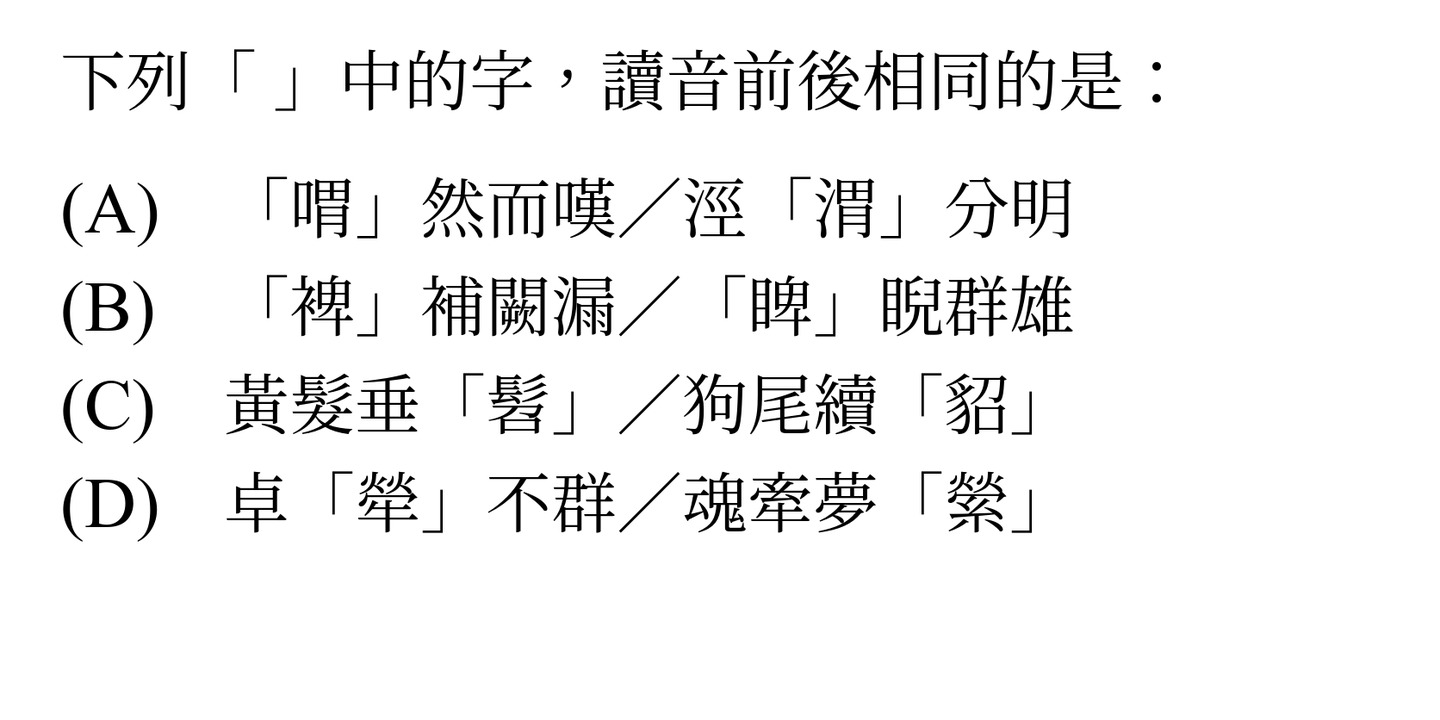 下列「 」中的字，讀音前後相同的是：
(A) 「喟」然而嘆／涇「渭」分明
(B) 「裨」補闕漏／「睥」睨群雄
(C) 黃髮垂「髫」／狗尾續「貂」
(D) 卓「犖」不群／魂牽夢「縈」